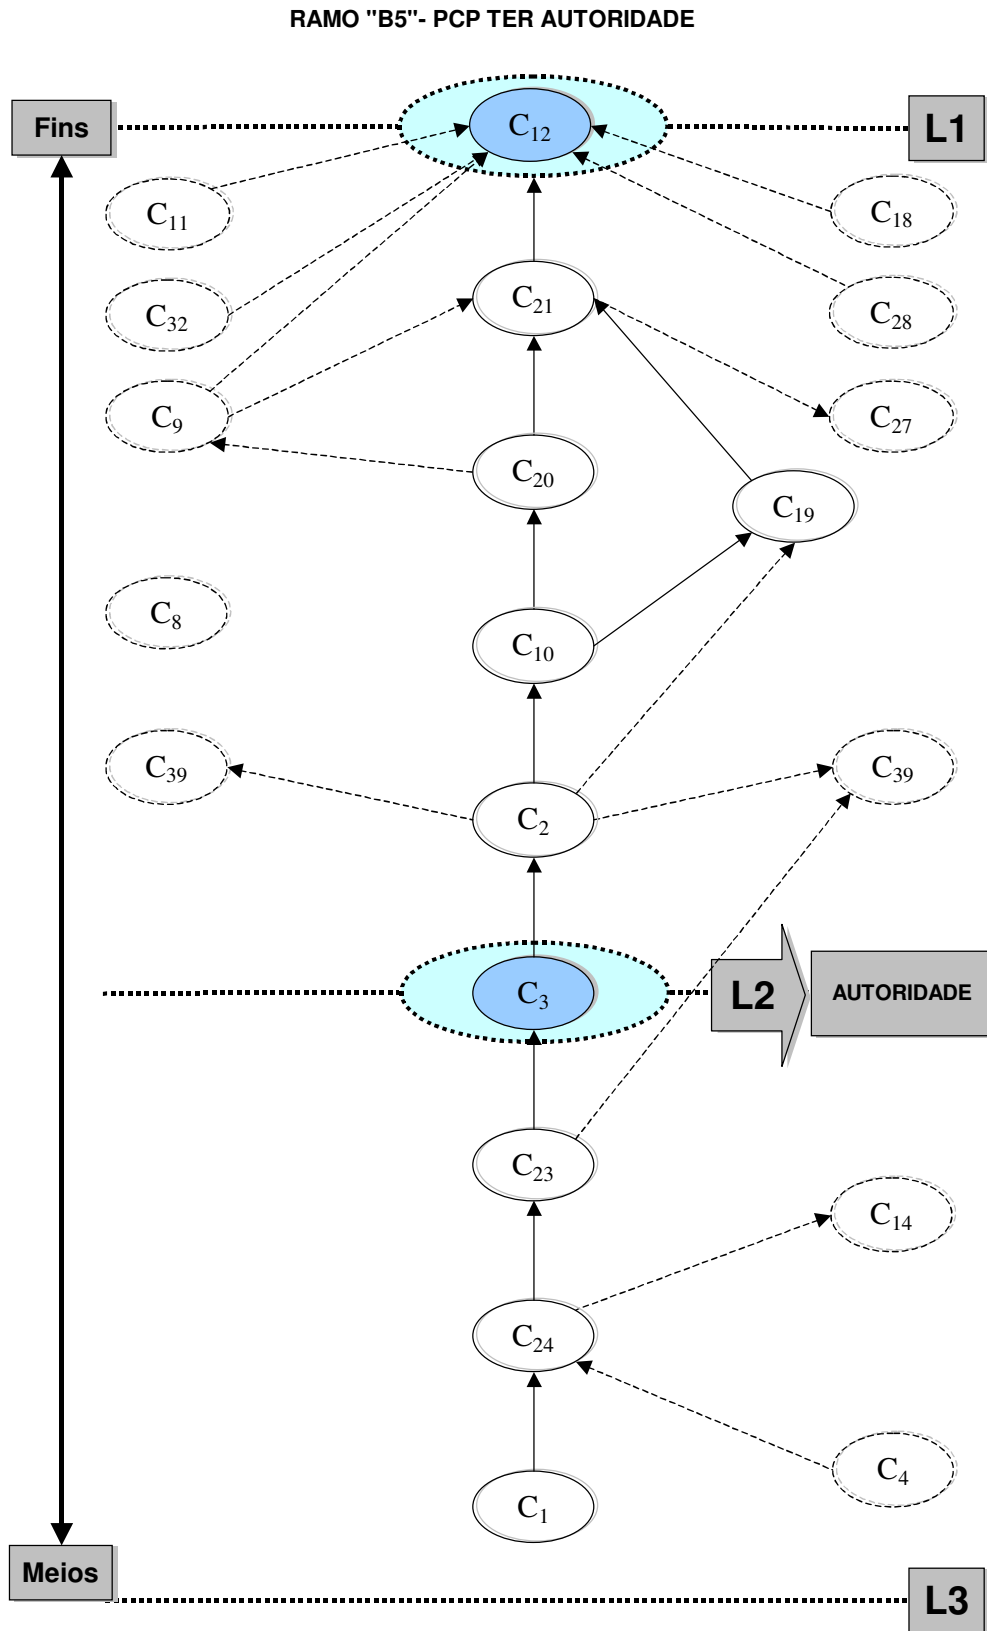 RAMO "B5"- PCP TER AUTORIDADE
Fins
C12
L1
C11
C18
C21
C32
C28
C9
C27
C20
C19
C8
C10
C39
C39
C2
C3
L2
AUTORIDADE
C23
C14
C24
C4
C1
Meios
L3